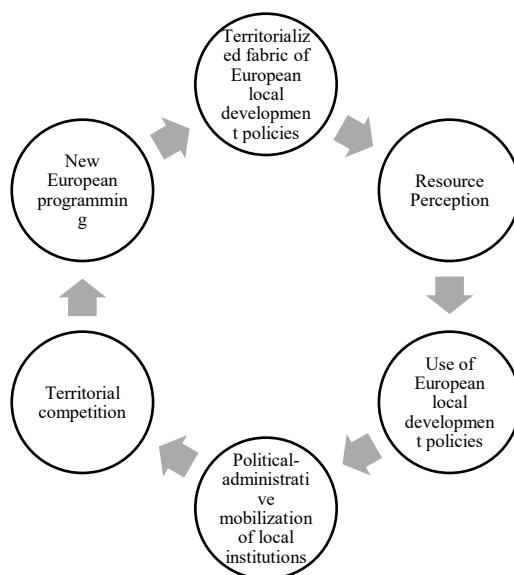 Territorializ
ed fabric of
European
local
developmen
t policies
Resource
Perception
Use of
European
local
developmen
t policies
Political-
administrati
ve
mobilization
of local
institutions
Territorial
competition
New
European
programmin
g